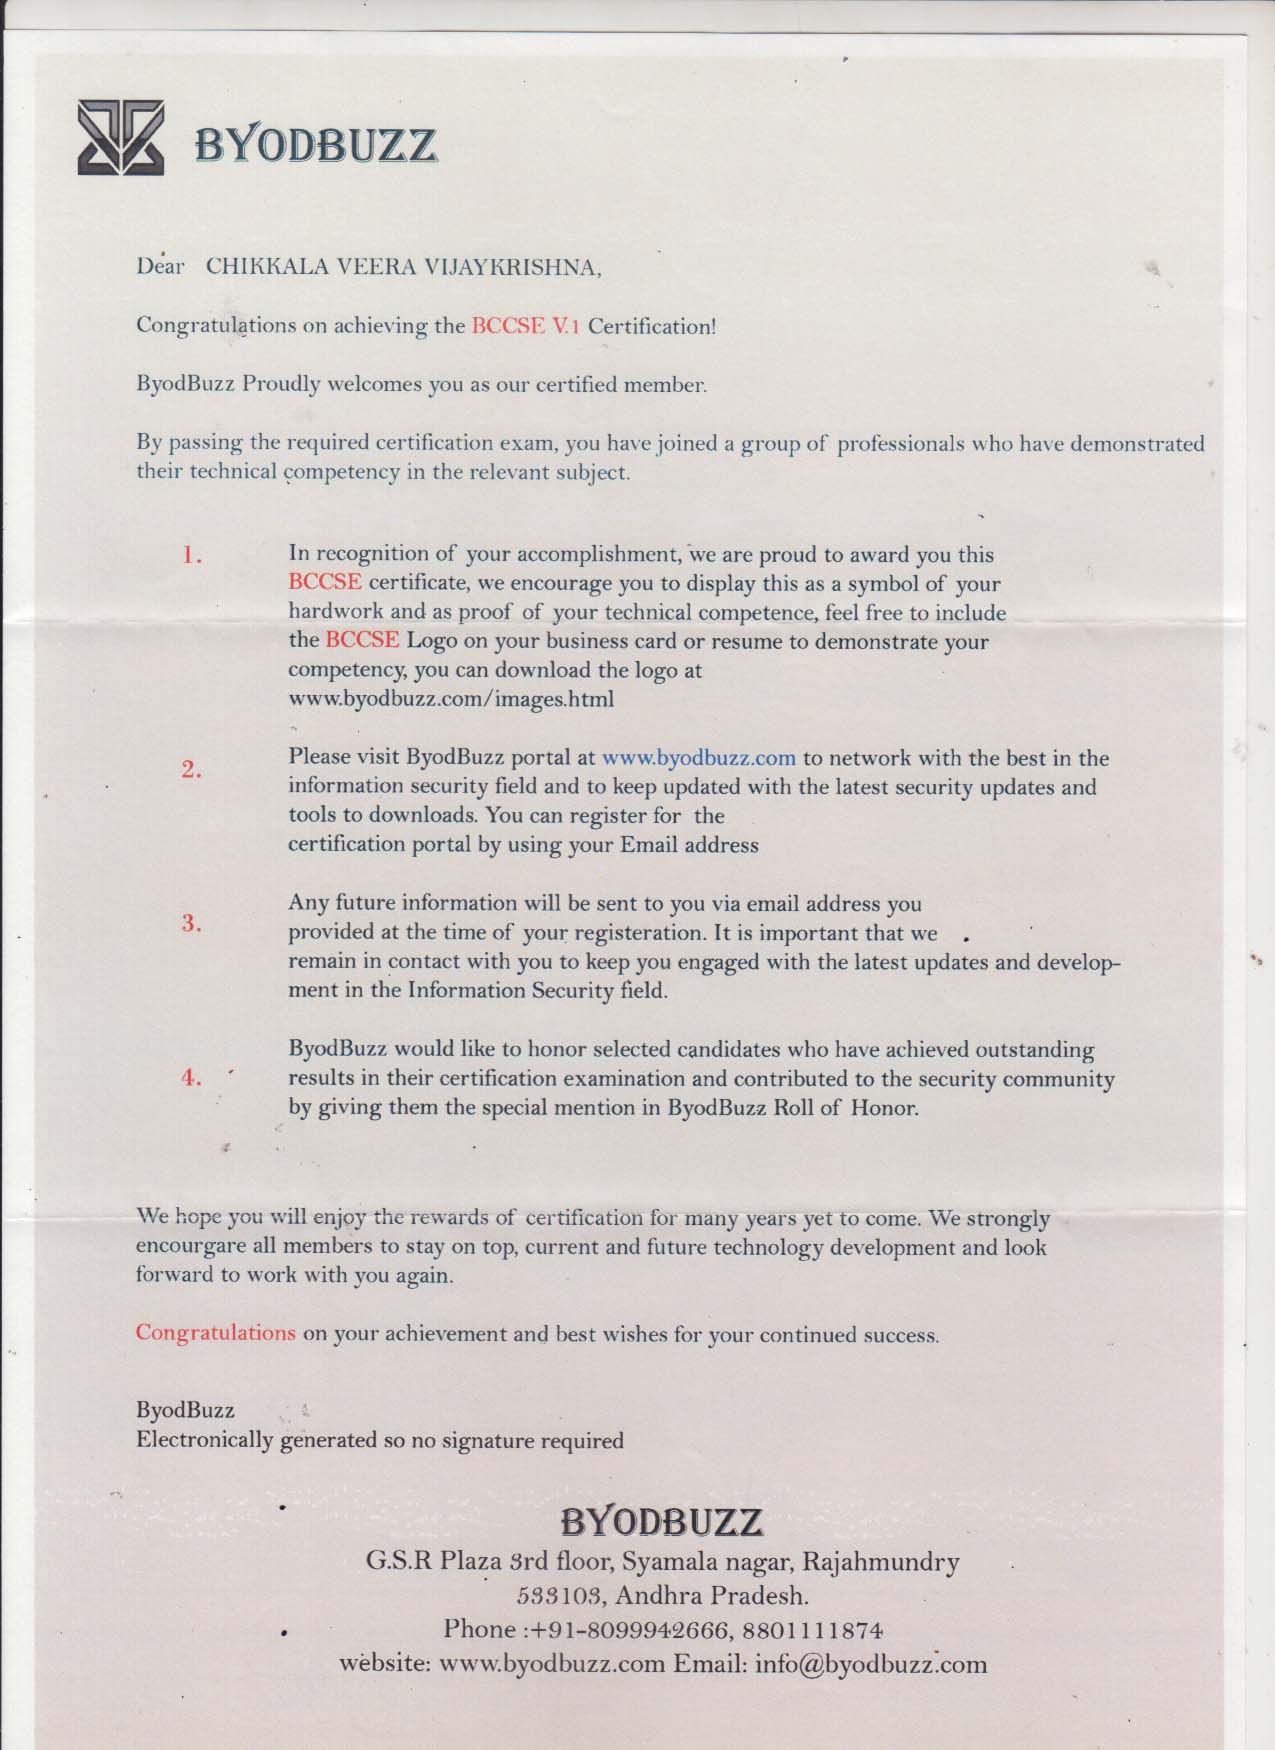 BYODBUZZ
Dear CHIKKALA VEERA VIJAYKRISHNA,
Congratulations on achieving the BCCSE V.1 Certification!
ByodBuzz Proudly welcomes you as our certified member.
By passing the required certification exam, you have joined a group of professionals who have demonstrated
their technical competency in the relevant subject.
1. In recognition of your accomplishment, we are proud to award you this
BCCSE certificate, we encourage you to display this as a symbol of your
hardwork and as proof of your technical competence, feel free to include
the BCCSE Logo on your business card or resume to demonstrate your
competency, you can download the logo at
www.byodbuzz.com/images.html
2. Please visit ByodBuzz portal at www.byodbuzz.com to network with the best in the
information security field and to keep updated with the latest security updates and
tools to downloads. You can register for the
certification portal by using your Email address
3. Any future information will be sent to you via email address you
provided at the time of your registeration. It is important that we
remain in contact with you to keep you engaged with the latest updates and develop-
ment in the Information Security field.
4. ByodBuzz would like to honor selected candidates who have achieved outstanding
results in their certification examination and contributed to the security community
by giving them the special mention in ByodBuzz Roll of Honor.
We hope you will enjoy the rewards of certification for many years yet to come. We strongly
encourgare all members to stay on top, current and future technology development and look
forward to work with you again.
Congratulations on your achievement and best wishes for your continued success.
ByodBuzz
Electronically generated so no signature required
BYODBUZZ
G.S.R Plaza 3rd floor, Syamala nagar, Rajahmundry
533103, Andhra Pradesh.
Phone :+91-8099942666, 8801111874
website: www.byodbuzz.com Email: info@byodbuzz.com